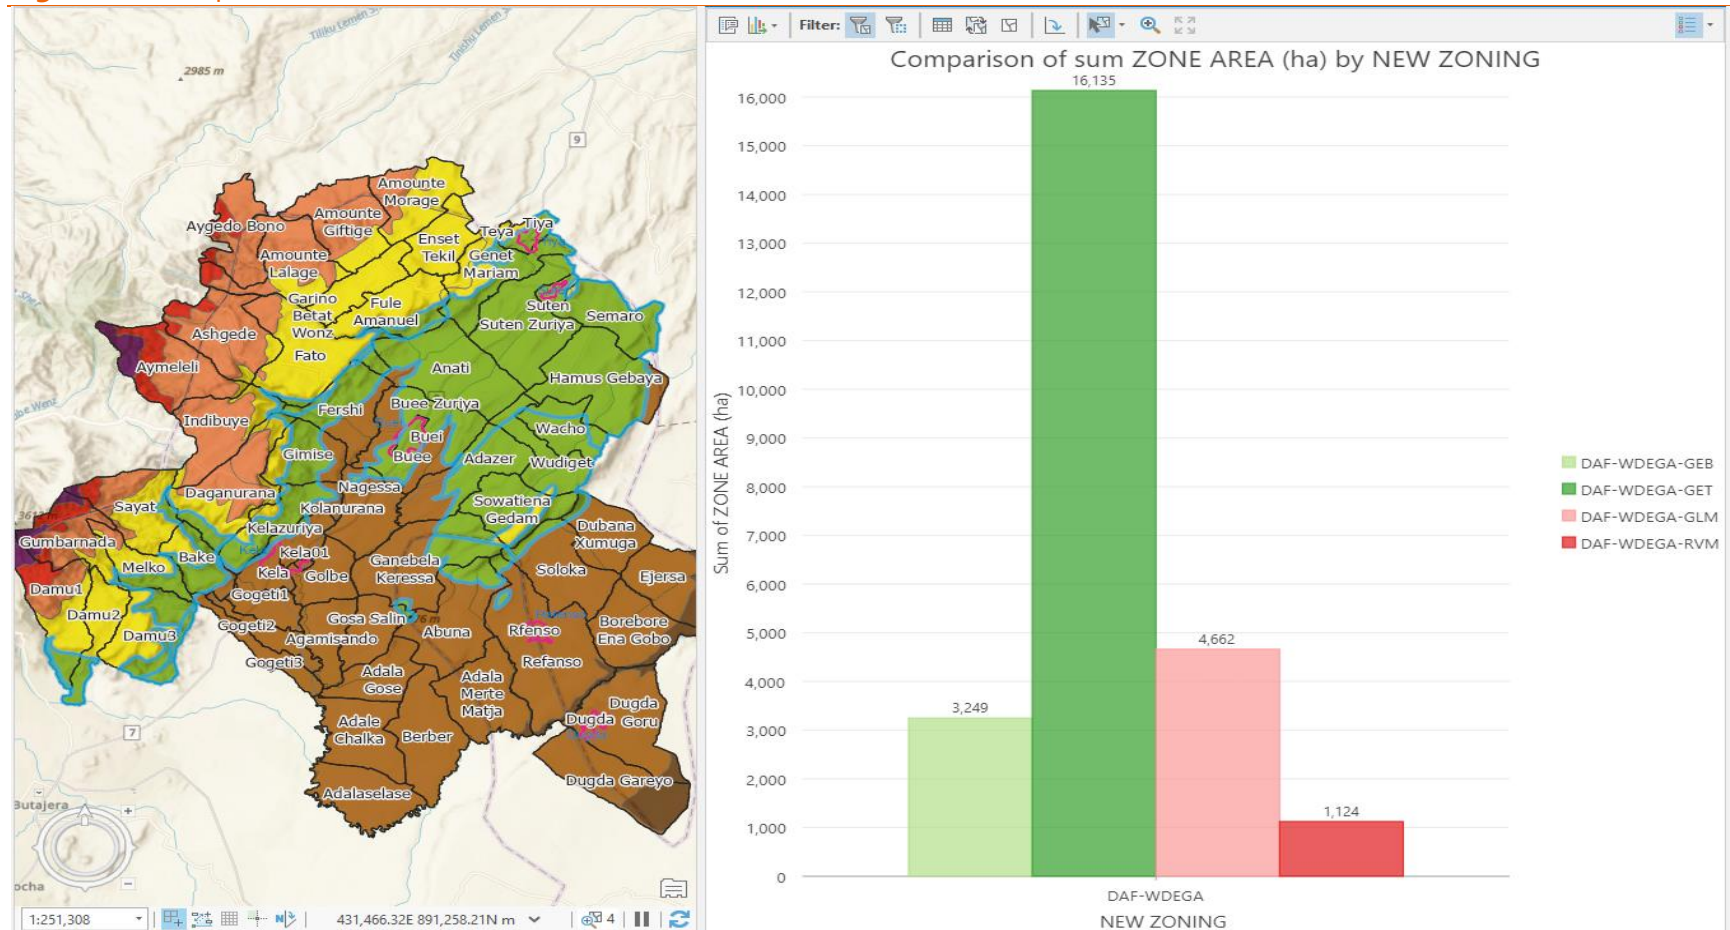 Tiliku Lemen S
Tinishu Lemen Se
2985 m
9
Amounte
Morage
Amounte
Giftige
Aygedo Bono
Teya
Tiya
Enset
Tekil
Genet
Mariam
Amounte
Lalage
Garino
Betat
Wonz
Fule
Amanuel
Suten
Suten Zuriya
Semaro
Ashgede
Fato
Aymeleli
Anati
Hamus Gebaya
Fershi
Buee Zuriya
Indibuye
Buei
Buee
Wacho
Gimise
Adazer
Wudiget
Nagessa
Daganurana
Kolanurana
Sowatiena
Gedam
Sayat
Kelazuriya
Dubana
Xumuga
Gumbarnada
Bake
Kela01
Melko
Kela
Golbe
Ganebela
Keressa
Soloka
Ejersa
Damu1
Gogeti1
Damu2
Gogeti2
Gosa Salin
Agamisando
Abuna
Rfenso
Borebore
Ena Gobo
Damu3
Gogeti3
Refanso
Adala
Gose
Adala
Merte
Matja
Dugda
Goru
Dugda
7
Adale
Chalka
Berber
Dugda Gareyo
Adalaselase
Butajera
ocha
1:251,308
431,466.32E 891,258.21N m
4
Filter:
Comparison of sum ZONE AREA (ha) by NEW ZONING
Sum of ZONE AREA (ha)
16,000
15,000
14,000
13,000
12,000
11,000
10,000
9,000
8,000
7,000
6,000
5,000
4,000
3,000
2,000
1,000
0
3,249
16,135
4,662
1,124
DAF-WDEGA
NEW ZONING
DAF-WDEGA-GEB
DAF-WDEGA-GET
DAF-WDEGA-GLM
DAF-WDEGA-RVM